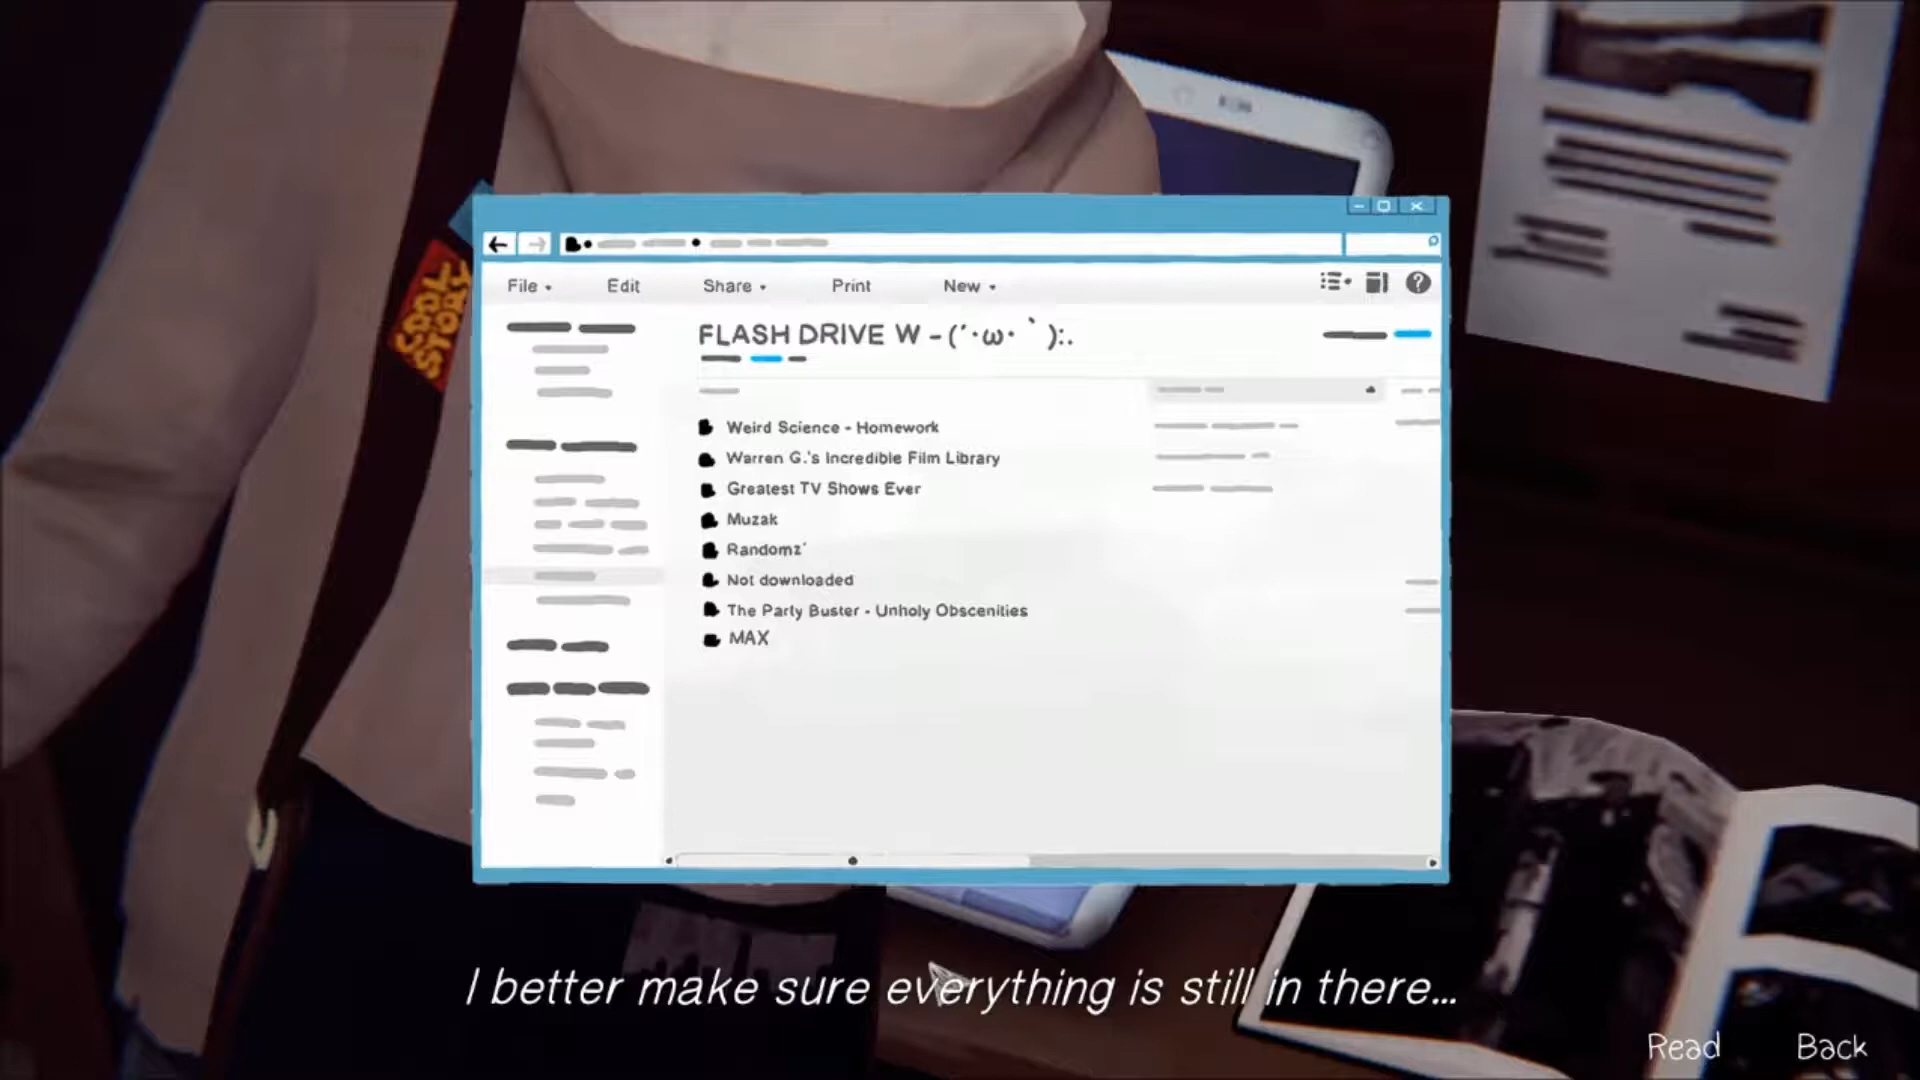 File Edit Share Print New
FLASH DRIVE W - (´･ω･`):.
Weird Science - Homework
Warren G.'s Incredible Film Library
Greatest TV Shows Ever
Muzak
Randomz'
Not downloaded
The Party Buster - Unholy Obscenities
MAX
COOL
STORY
I better make sure everything is still in there...
Read Back